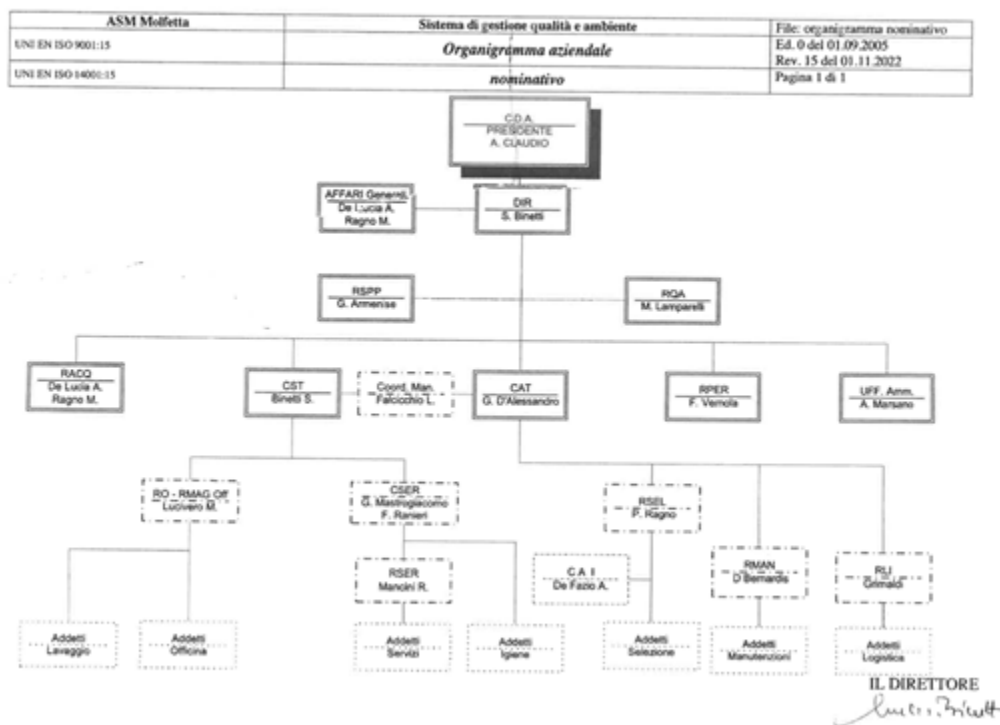 ASM Molfetta
Sistema di gestione qualità e ambiente
File: organigramma nominativo
UNI EN ISO 9001:15
Organigramma aziendale
Ed. 0 del 01.09.2005
Rev. 15 del 01.11.2022
UNI EN ISO 14001:15
nominativo
Pagina 1 di 1
C.D.A.
PRESIDENTE
A. CLAUDIO
AFFARI Generali
De Lucia A.
Ragno M.
DIR
S. Binetti
RSPP
G. Armenise
RQA
M. Lamparelli
RACQ
De Lucia A.
Ragno M.
CST
Binetti S.
Coord. Man.
Falcicchio L.
CAT
G. D'Alessandro
RPER
F. Vernola
UFF. Amm.
A. Marsano
RO - RMAG Off
Lucivero M.
CSER
G. Mastrogiacomo
F. Ranieri
RSEL
P. Ragno
RSER
Mancini R.
C A I
De Fazio A.
RMAN
D Bernardis
RLI
Grimaldi
Addetti
Lavaggio
Addetti
Officina
Addetti
Servizi
Addetti
Igiene
Addetti
Selezione
Addetti
Manutenzioni
Addetti
Logistica
IL DIRETTORE